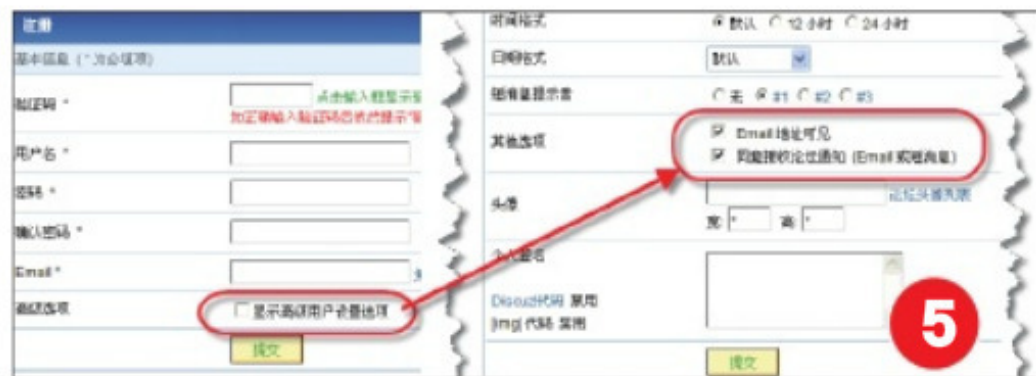 注册
基本信息 ( * 为必填项)
验证码 *
点击输入框显示验
如正确输入验证码后依然提示"验
用户名 *
密码 *
确认密码 *
Email *
高级选项
显示高级用户设置选项
提交
时间格式
默认 12 小时 24 小时
日期格式
默认
短消息提示音
无 #1 #2 #3
其他选项
Email 地址可见
同意接收论坛通知 (Email 或短消息)
头像
论坛头像列表
宽 * 高 *
个人签名
Discuz!代码 禁用
[img] 代码 禁用
提交
5